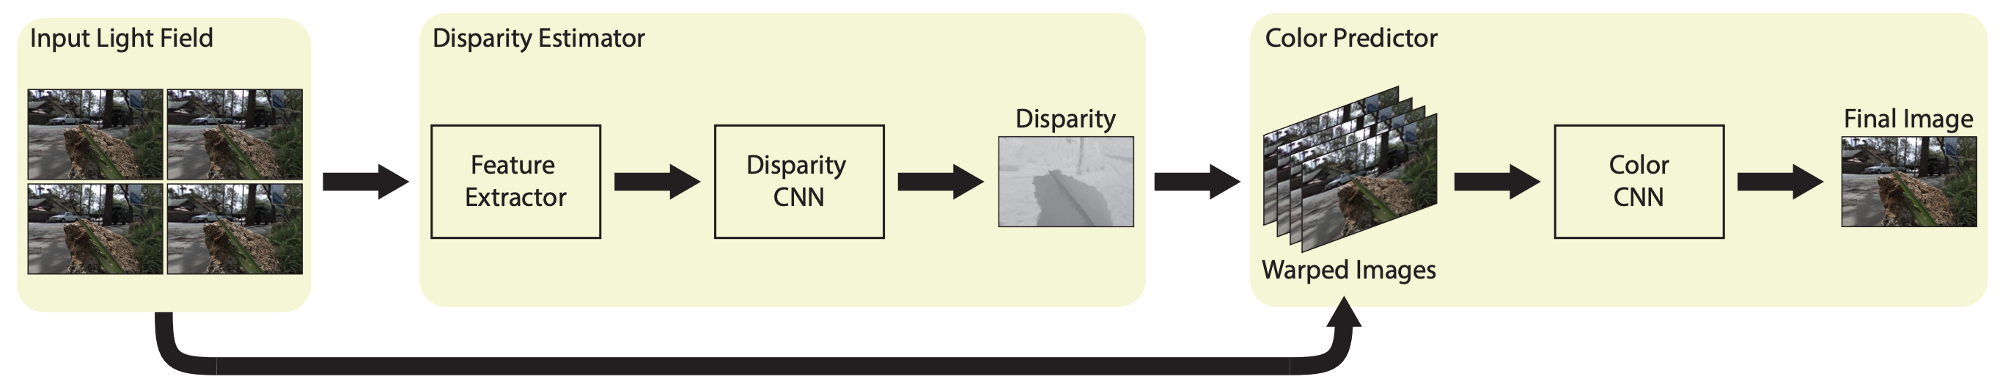 Input Light Field
Disparity Estimator
Feature
Extractor
Disparity
CNN
Disparity
Color Predictor
Warped Images
Color
CNN
Final Image